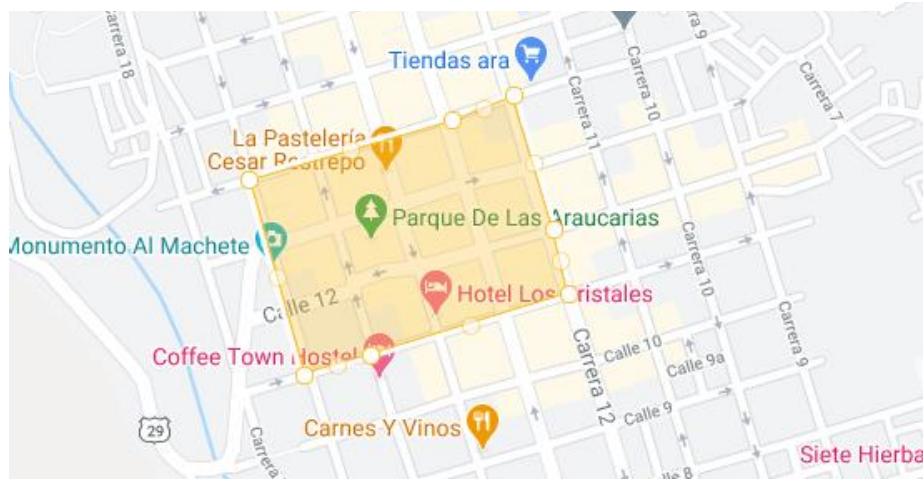 Carrera 18
Tiendas ara
Carrera 10
Carrera 9
Carrera 7
Carrera 11
La Pastelería
Cesar Restrepo
Parque De Las Araucarias
Monumento Al Machete
Calle 12
Hotel Los Cristales
Carrera 10
Coffee Town Hostel
Carrera 12
Calle 10
Calle 9a
Carrera 9
Calle 9
29
Carnes Y Vinos
Siete Hierba